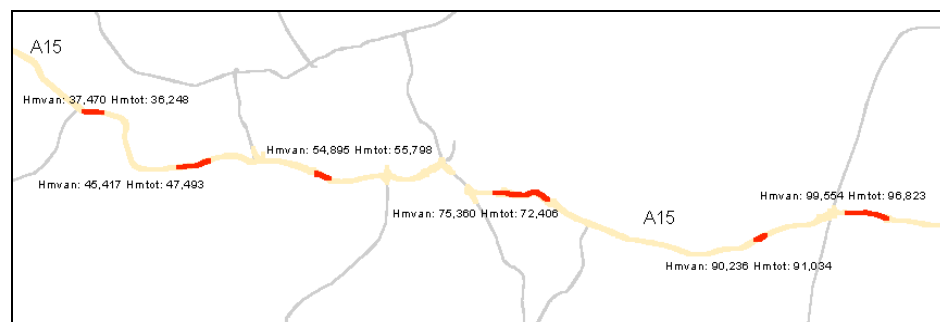 A15
Hmvan: 37,470 Hmtot: 36,248
Hmvan: 54,895 Hmtot: 55,798
Hmvan: 45,417 Hmtot: 47,493
Hmvan: 99,554 Hmtot: 96,823
Hmvan: 75,360 Hmtot: 72,406
A15
Hmvan: 90,236 Hmtot: 91,034